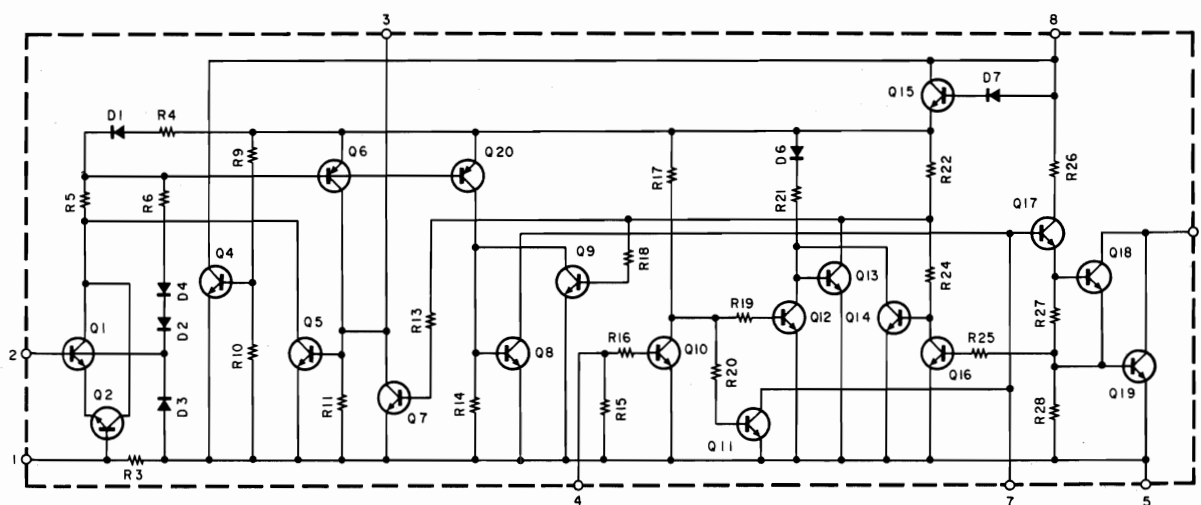 3 8
D1 R4 Q15 D7
R9 Q6 Q20 D6 R22
R5 R6 R17 R21 R26
Q17
Q4 Q9 R18 Q18
D4 Q13 R24
D2 R13 R19 R27
Q1 Q5 Q12 Q14
2 R10 Q8 R16 Q10 R25
Q2 D3 R11 Q7 R14 R15 R20 Q16 R28 Q19
Q11
1 R3
4 7 5